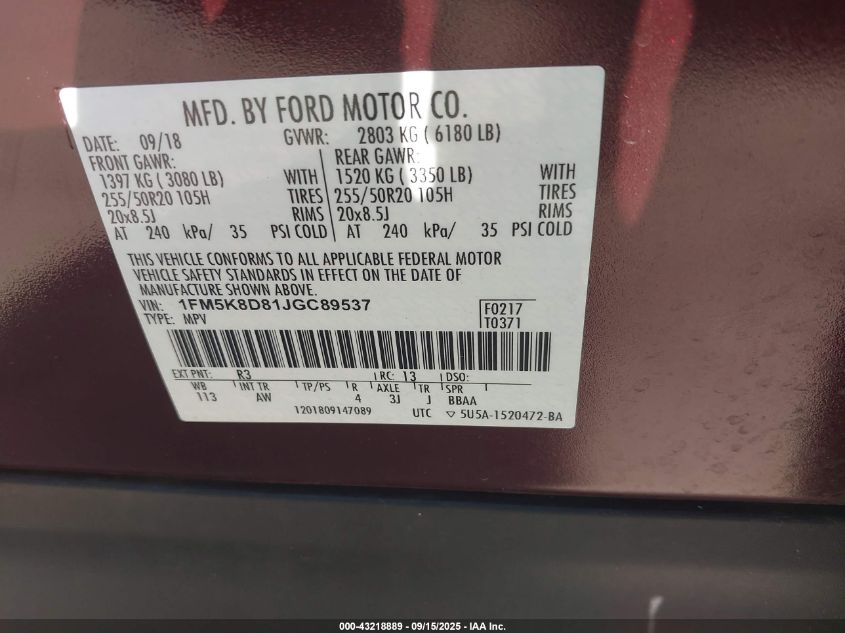 MFD. BY FORD MOTOR CO.
DATE: 09/18 GVWR: 2803 KG ( 6180 LB)
FRONT GAWR: REAR GAWR:
1397 KG ( 3080 LB) WITH 1520 KG ( 3350 LB) WITH
255/50R20 105H TIRES 255/50R20 105H TIRES
20x8.5J RIMS 20x8.5J RIMS
AT 240 kPa/ 35 PSI COLD AT 240 kPa/ 35 PSI COLD
THIS VEHICLE CONFORMS TO ALL APPLICABLE FEDERAL MOTOR
VEHICLE SAFETY STANDARDS IN EFFECT ON THE DATE OF
MANUFACTURE SHOWN ABOVE.
VIN: 1FM5K8D81JGC89537 F0217
TYPE: MPV T0371
EXT PNT: R3 RC: 13 DSO:
WB INT TR TP/PS R AXLE TR SPR
113 AW 4 3J J BBAA
1201809147089 UTC ▽ 5U5A-1520472-BA
000-43218889 - 09/15/2025 - IAA Inc.